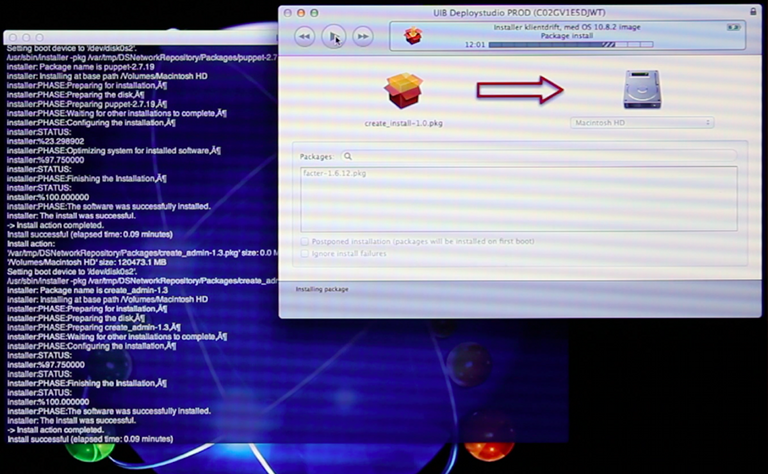 Setting boot device to '/dev/disk0s2'.
/usr/sbin/installer -pkg /var/tmp/DSNetworkRepository/Packages/puppet-2.7
installer: Package name is puppet-2.7.19
installer: Installing at base path /Volumes/Macintosh HD
installer:PHASE:Preparing for installation‚Ä¶
installer:PHASE:Preparing the disk‚Ä¶
installer:PHASE:Preparing puppet-2.7.19‚Ä¶
installer:PHASE:Waiting for other installations to complete‚Ä¶
installer:PHASE:Configuring the installation‚Ä¶
installer:STATUS:
installer:%23.298902
installer:PHASE:Optimizing system for installed software‚Ä¶
installer:%97.750000
installer:STATUS:
installer:PHASE:Finishing the Installation‚Ä¶
installer:STATUS:
installer:%100.000000
installer:PHASE:The software was successfully installed.
installer: The install was successful.
-> Install action completed.
Install successful (elapsed time: 0.09 minutes)
Install action:
'/var/tmp/DSNetworkRepository/Packages/create_admin-1.3.pkg' size: 0.0 M
'/Volumes/Macintosh HD' size: 120473.1 MB
Setting boot device to '/dev/disk0s2'.
/usr/sbin/installer -pkg /var/tmp/DSNetworkRepository/Packages/create_adm
installer: Package name is create_admin-1.3
installer: Installing at base path /Volumes/Macintosh HD
installer:PHASE:Preparing for installation‚Ä¶
installer:PHASE:Preparing the disk‚Ä¶
installer:PHASE:Preparing create_admin-1.3‚Ä¶
installer:PHASE:Waiting for other installations to complete‚Ä¶
installer:PHASE:Configuring the installation‚Ä¶
installer:STATUS:
installer:%97.750000
installer:STATUS:
installer:PHASE:Finishing the Installation‚Ä¶
installer:STATUS:
installer:%100.000000
installer:PHASE:The software was successfully installed.
installer: The install was successful.
-> Install action completed.
Install successful (elapsed time: 0.09 minutes)
UiB Deploystudio PROD (C02GV1E5DJWT)
Installer klientdrift, med OS 10.8.2 image
Package install
12:01
create_install-1.0.pkg
Macintosh HD
Packages:
facter-1.6.12.pkg
Postponed installation (packages will be installed on first boot)
Ignore install failures
Installing package